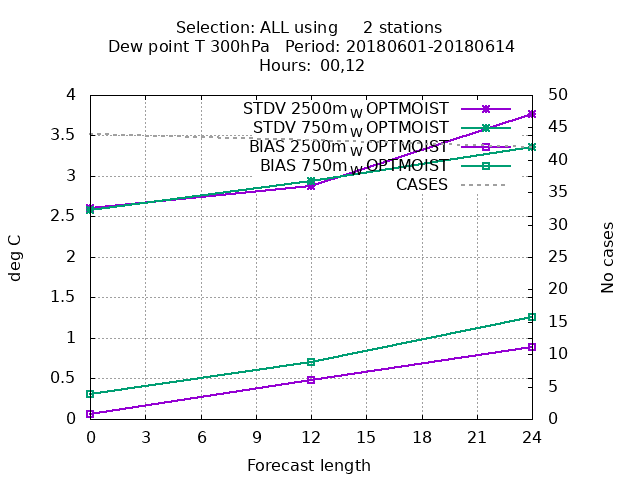 Selection: ALL using 2 stations
Dew point T 300hPa Period: 20180601-20180614
Hours: 00,12
STDV 2500m_W OPTMOIST
STDV 750m_W OPTMOIST
BIAS 2500m_W OPTMOIST
BIAS 750m_W OPTMOIST
CASES
deg C
No cases
4
3.5
3
2.5
2
1.5
1
0.5
0
50
45
40
35
30
25
20
15
10
5
0
0 3 6 9 12 15 18 21 24
Forecast length